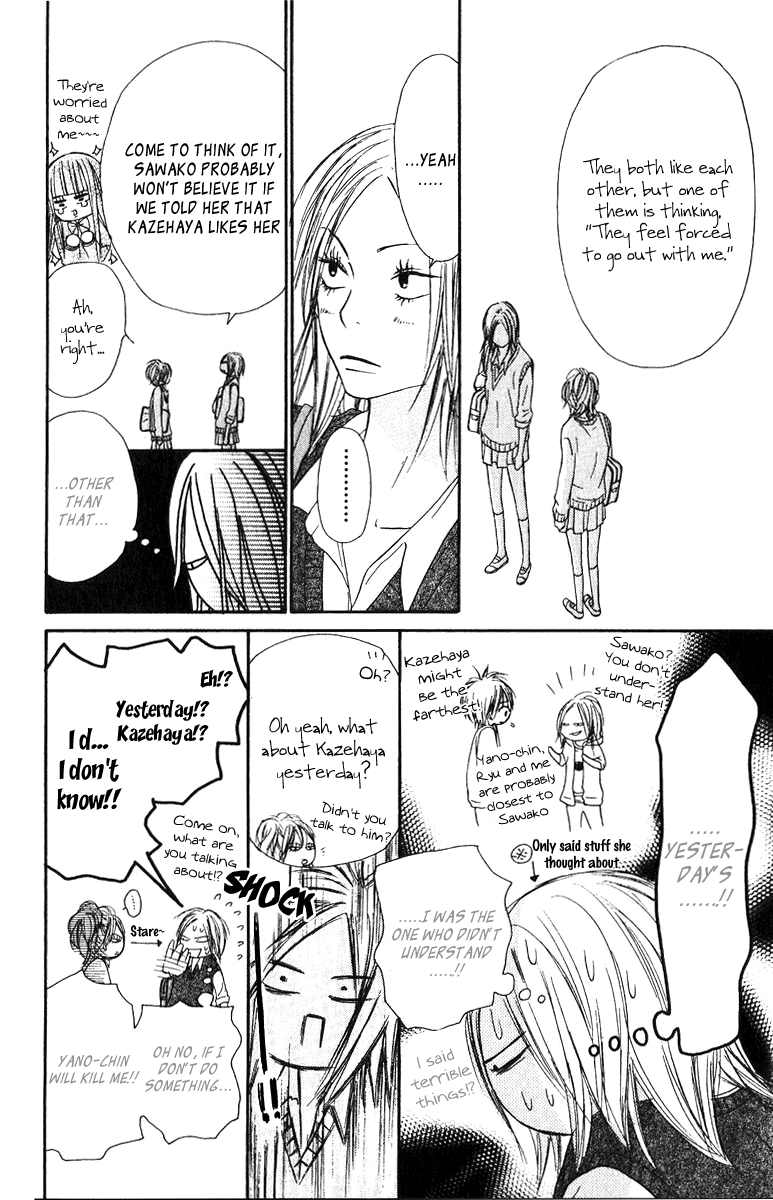 They both like each
other, but one of
them is thinking,
"They feel forced
to go out with me."
...YEAH
.....
........
COME TO THINK OF IT,
SAWAKO PROBABLY
WON'T BELIEVE IT IF
WE TOLD HER THAT
KAZEHAYA LIKES HER
They're
worried
about
me~~~
Ah,
you're
right...
...OTHER
THAN
THAT...
.....
YESTER-
DAY'S
......!!
Sawako?
You don't
under-
stand her!
Kazehaya
might
be the
farthest!
Yano-chin,
Ryu and me
are probably
closest to
Sawako
※ Only said stuff she
thought about
.....I WAS THE
ONE WHO DIDN'T
UNDERSTAND
.....!!
I said
terrible
things!?
Oh?
Oh yeah, what
about Kazehaya
yesterday?
Didn't you
talk to him?
SHOCK
!!
Eh!?
Yesterday!?
Kazehaya!?
I d...
I don't
know!!
Come on,
what are
you talking
about!?
Stare~
OH NO, IF I
DON'T DO
SOMETHING...
YANO-CHIN
WILL KILL ME!!